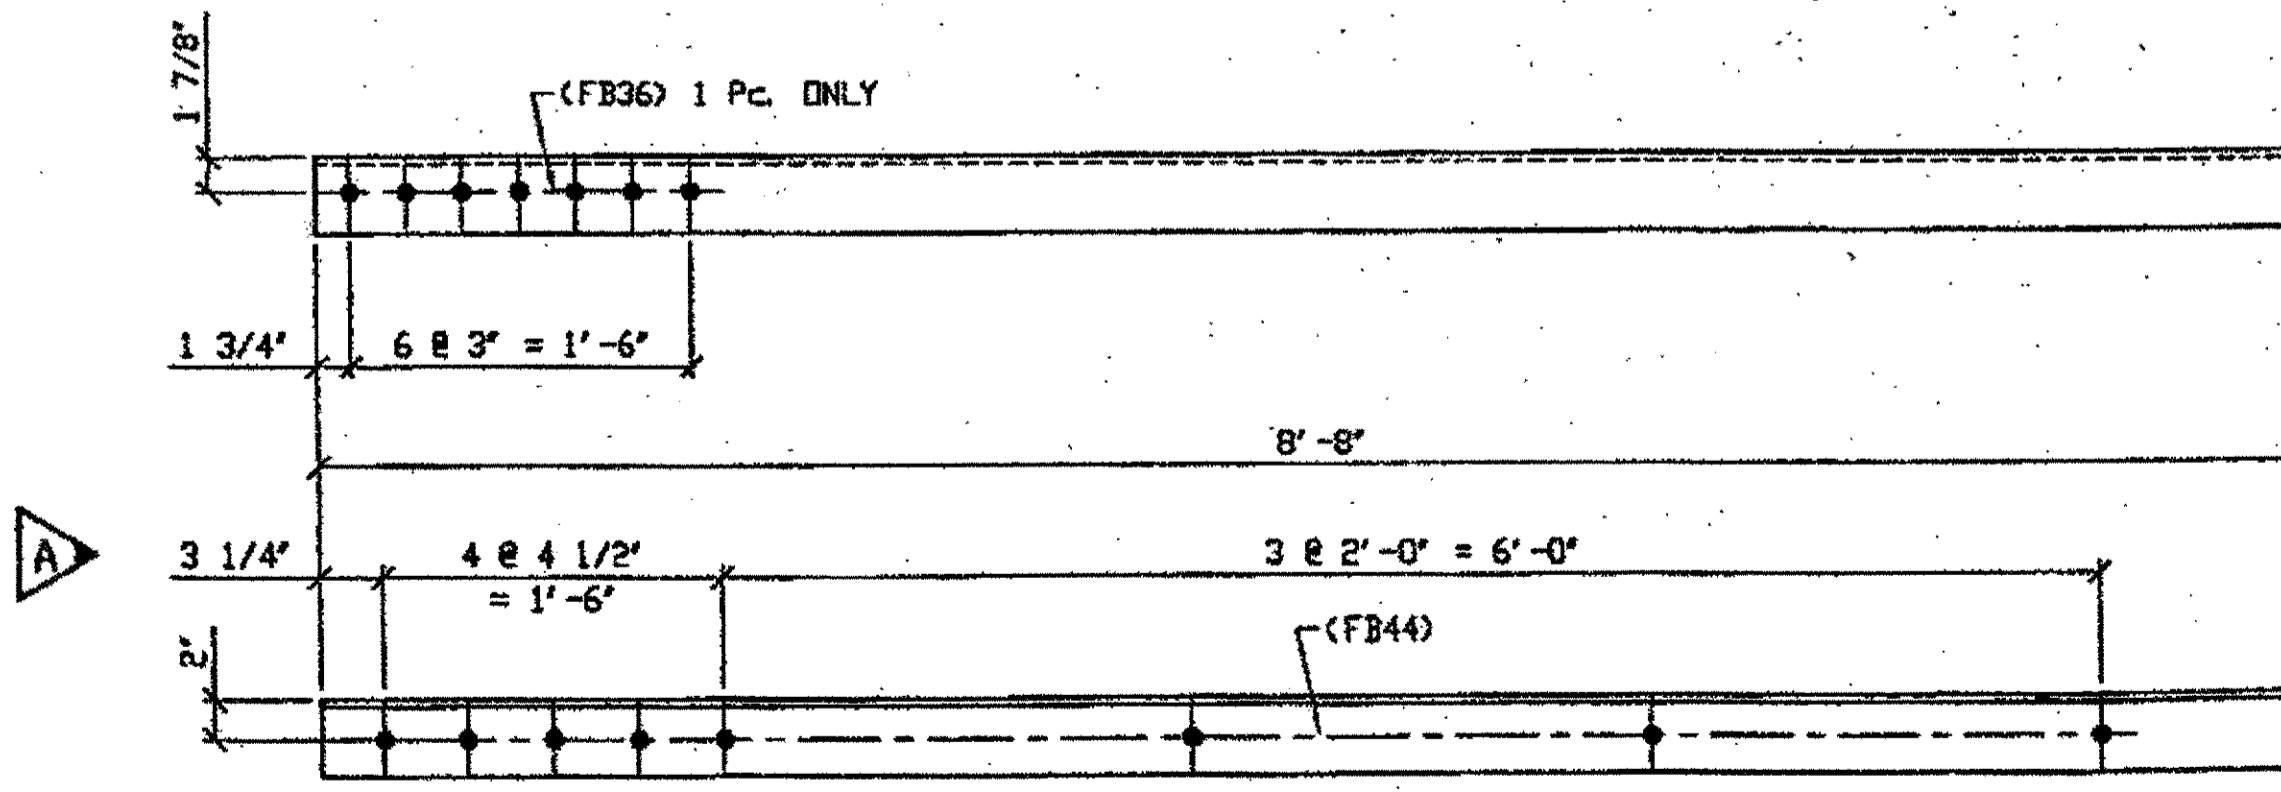 1 7/8"
(FB36) 1 Pc. ONLY
1 3/4"
6 @ 3" = 1'-6"
8'-8"
A
3 1/4"
4 @ 4 1/2"
= 1'-6"
3 @ 2'-0" = 6'-0"
2"
(FB44)